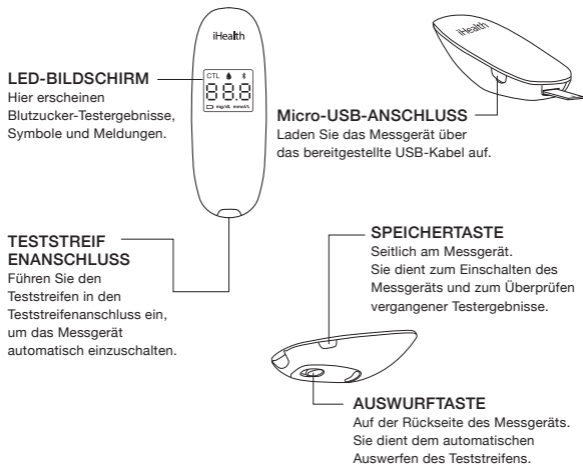 iHealth
CTL
88.8
mg/dL mmol/L
LED-BILDSCHIRM
Hier erscheinen
Blutzucker-Testergebnisse,
Symbole und Meldungen.
iHealth
Micro-USB-ANSCHLUSS
Laden Sie das Messgerät über
das bereitgestellte USB-Kabel auf.
TESTSTREIF
ENANSCHLUSS
Führen Sie den
Teststreifen in den
Teststreifenanschluss ein,
um das Messgerät
automatisch einzuschalten.
SPEICHERTASTE
Seitlich am Messgerät.
Sie dient zum Einschalten des
Messgeräts und zum Überprüfen
vergangener Testergebnisse.
AUSWURFTASTE
Auf der Rückseite des Messgeräts.
Sie dient dem automatischen
Auswerfen des Teststreifens.